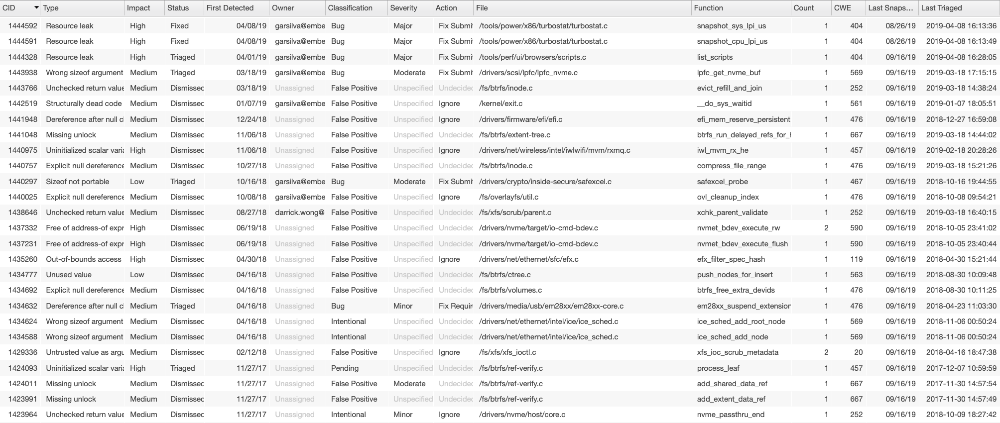 CID Type Impact Status First Detected Owner Classification Severity Action File Function Count CWE Last Snaps... Last Triaged
1444592 Resource leak High Fixed 04/08/19 garsilva@embe Bug Major Fix Submit /tools/power/x86/turbostat/turbostat.c snapshot_sys_lpi_us 1 404 08/26/19 2019-04-08 16:13:36
1444591 Resource leak High Fixed 04/08/19 garsilva@embe Bug Major Fix Submit /tools/power/x86/turbostat/turbostat.c snapshot_cpu_lpi_us 1 404 08/26/19 2019-04-08 16:13:49
1444328 Resource leak High Triaged 04/01/19 garsilva@embe Bug Major Fix Submit /tools/perf/ui/browsers/scripts.c list_scripts 1 404 09/16/19 2019-04-08 16:28:05
1443938 Wrong sizeof argument Medium Triaged 03/18/19 garsilva@embe Bug Moderate Fix Submit /drivers/scsi/lpfc/lpfc_nvme.c lpfc_get_nvme_buf 1 569 09/16/19 2019-03-18 17:15:15
1443766 Unchecked return value Medium Dismissed 03/18/19 Unassigned False Positive Unspecified Undecided /fs/btrfs/inode.c evict_refill_and_join 1 252 09/16/19 2019-03-18 14:38:24
1442519 Structurally dead code Medium Dismissed 01/07/19 garsilva@embe False Positive Unspecified Ignore /kernel/exit.c __do_sys_waitid 1 561 09/16/19 2019-01-07 18:05:51
1441948 Dereference after null cl Medium Dismissed 12/24/18 Unassigned False Positive Unspecified Ignore /drivers/firmware/efi/efi.c efi_mem_reserve_persistent 1 476 09/16/19 2018-12-27 16:59:08
1441048 Missing unlock Medium Dismissed 11/06/18 Unassigned False Positive Unspecified Undecided /fs/btrfs/extent-tree.c btrfs_run_delayed_refs_for_h 1 667 09/16/19 2019-03-18 14:44:02
1440975 Uninitialized scalar varia High Dismissed 11/06/18 Unassigned False Positive Unspecified Ignore /drivers/net/wireless/intel/iwlwifi/mvm/rxmq.c iwl_mvm_rx_he 1 457 09/16/19 2019-02-18 20:28:26
1440757 Explicit null dereference Medium Dismissed 10/27/18 Unassigned False Positive Unspecified Undecided /fs/btrfs/inode.c compress_file_range 1 476 09/16/19 2019-03-18 15:21:26
1440297 Sizeof not portable Low Triaged 10/16/18 garsilva@embe Bug Moderate Fix Submit /drivers/crypto/inside-secure/safexcel.c safexcel_probe 1 467 09/16/19 2018-10-16 19:44:55
1440025 Explicit null dereference Medium Dismissed 10/08/18 garsilva@embe False Positive Unspecified Ignore /fs/overlayfs/util.c ovl_cleanup_index 1 476 09/16/19 2018-10-08 09:54:21
1438646 Unchecked return value Medium Dismissed 08/27/18 darrick.wong@ False Positive Unspecified Undecided /fs/xfs/scrub/parent.c xchk_parent_validate 1 252 09/16/19 2019-03-18 16:40:15
1437332 Free of address-of expr High Dismissed 06/19/18 Unassigned False Positive Unspecified Undecided /drivers/nvme/target/io-cmd-bdev.c nvmet_bdev_execute_rw 2 590 09/16/19 2018-10-05 23:41:02
1437231 Free of address-of expr High Dismissed 06/19/18 Unassigned False Positive Unspecified Undecided /drivers/nvme/target/io-cmd-bdev.c nvmet_bdev_execute_flush 1 590 09/16/19 2018-10-05 23:40:44
1435260 Out-of-bounds access High Dismissed 04/30/18 Unassigned False Positive Unspecified Ignore /drivers/net/ethernet/sfc/efx.c efx_filter_spec_hash 1 119 09/16/19 2018-04-30 15:21:44
1434777 Unused value Low Dismissed 04/16/18 Unassigned False Positive Unspecified Undecided /fs/btrfs/ctree.c push_nodes_for_insert 1 563 09/16/19 2018-08-30 10:09:48
1434692 Explicit null dereference Medium Dismissed 04/16/18 Unassigned False Positive Unspecified Undecided /fs/btrfs/volumes.c btrfs_free_extra_devids 1 476 09/16/19 2018-08-30 10:11:25
1434632 Dereference after null cl Medium Triaged 04/16/18 Unassigned Bug Minor Fix Requir /drivers/media/usb/em28xx/em28xx-core.c em28xx_suspend_extension 1 476 09/16/19 2018-04-23 11:03:30
1434624 Wrong sizeof argument Medium Dismissed 04/16/18 Unassigned Intentional Unspecified Undecided /drivers/net/ethernet/intel/ice/ice_sched.c ice_sched_add_root_node 1 569 09/16/19 2018-11-06 00:50:24
1434588 Wrong sizeof argument Medium Dismissed 04/16/18 Unassigned Intentional Unspecified Undecided /drivers/net/ethernet/intel/ice/ice_sched.c ice_sched_add_node 1 569 09/16/19 2018-11-06 00:50:24
1429336 Untrusted value as argu Medium Dismissed 02/12/18 Unassigned False Positive Unspecified Ignore /fs/xfs/xfs_ioctl.c xfs_ioc_scrub_metadata 2 20 09/16/19 2018-04-16 18:47:38
1424093 Uninitialized scalar varia High Triaged 11/27/17 Unassigned Pending Unspecified Undecided /fs/btrfs/ref-verify.c process_leaf 1 457 09/16/19 2017-12-07 10:59:59
1424011 Missing unlock Medium Dismissed 11/27/17 Unassigned False Positive Moderate Undecided /fs/btrfs/ref-verify.c add_shared_data_ref 1 667 09/16/19 2017-11-30 14:57:54
1423991 Missing unlock Medium Dismissed 11/27/17 Unassigned False Positive Unspecified Undecided /fs/btrfs/ref-verify.c add_extent_data_ref 1 667 09/16/19 2017-11-30 14:57:49
1423964 Unchecked return value Medium Dismissed 11/27/17 Unassigned Intentional Minor Ignore /drivers/nvme/host/core.c nvme_passthru_end 1 252 09/16/19 2018-10-09 18:27:42